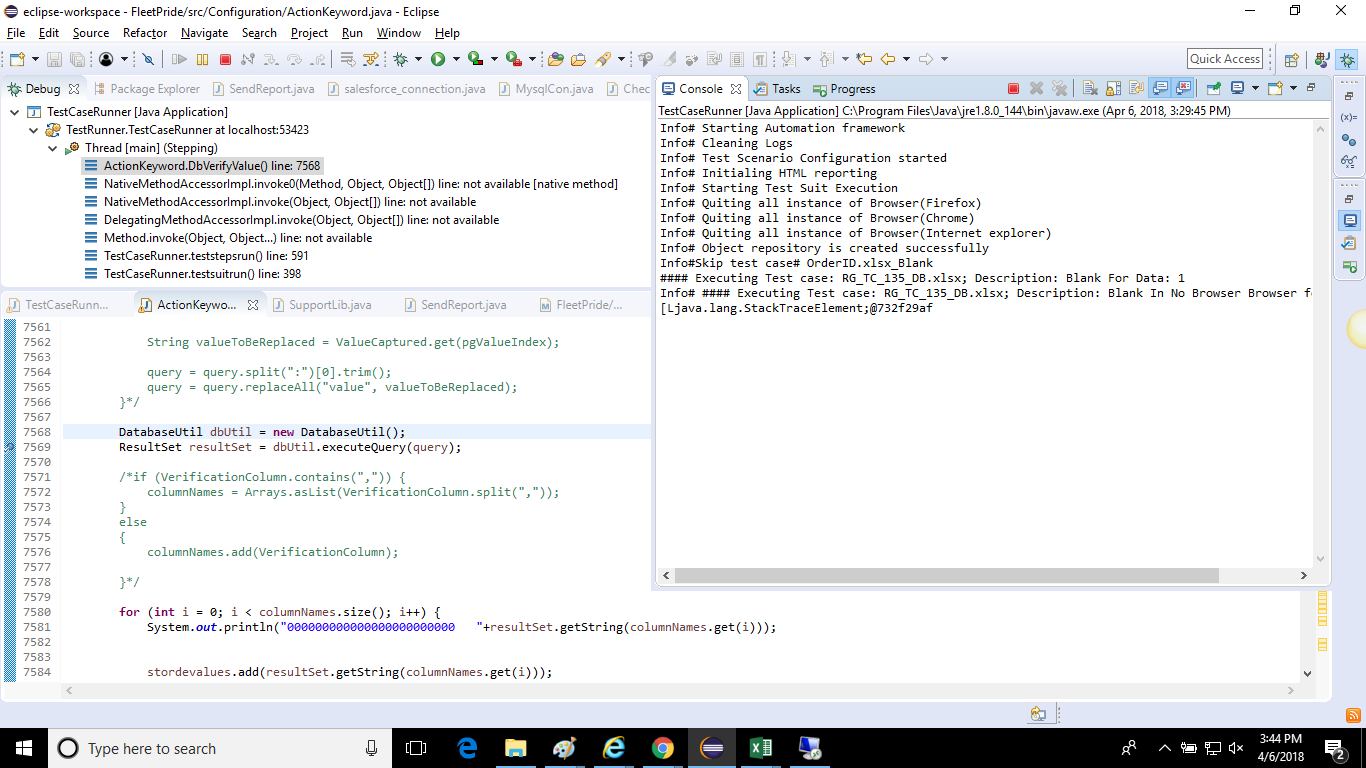 eclipse-workspace - FleetPride/src/Configuration/ActionKeyword.java - Eclipse
File Edit Source Refactor Navigate Search Project Run Window Help
Quick Access
Debug Package Explorer SendReport.java salesforce_connection.java MysqlCon.java Chec
TestCaseRunner [Java Application]
TestRunner.TestCaseRunner at localhost:53423
Thread [main] (Stepping)
ActionKeyword.DbVerifyValue() line: 7568
NativeMethodAccessorImpl.invoke0(Method, Object, Object[]) line: not available [native method]
NativeMethodAccessorImpl.invoke(Object, Object[]) line: not available
DelegatingMethodAccessorImpl.invoke(Object, Object[]) line: not available
Method.invoke(Object, Object...) line: not available
TestCaseRunner.teststepsrun() line: 591
TestCaseRunner.testsuitrun() line: 398
Console Tasks Progress
TestCaseRunner [Java Application] C:\Program Files\Java\jre1.8.0_144\bin\javaw.exe (Apr 6, 2018, 3:29:45 PM)
Info# Starting Automation framework
Info# Cleaning Logs
Info# Test Scenario Configuration started
Info# Initialing HTML reporting
Info# Starting Test Suit Execution
Info# Quiting all instance of Browser(Firefox)
Info# Quiting all instance of Browser(Chrome)
Info# Quiting all instance of Browser(Internet explorer)
Info# Object repository is created successfully
Info#Skip test case# OrderID.xlsx_Blank
#### Executing Test case: RG_TC_135_DB.xlsx; Description: Blank For Data: 1
Info# #### Executing Test case: RG_TC_135_DB.xlsx; Description: Blank In No Browser Browser fo
[Ljava.lang.StackTraceElement;@732f29af
TestCaseRunn... ActionKeywo... SupportLib.java SendReport.java FleetPride/...
7561
7562 String valueToBeReplaced = ValueCaptured.get(pgValueIndex);
7563
7564 query = query.split(":")[0].trim();
7565 query = query.replaceAll("value", valueToBeReplaced);
7566 }*/
7567
7568 DatabaseUtil dbUtil = new DatabaseUtil();
7569 ResultSet resultSet = dbUtil.executeQuery(query);
7570
7571 /*if (VerificationColumn.contains(",")) {
7572 columnNames = Arrays.asList(VerificationColumn.split(","));
7573 }
7574 else
7575 {
7576 columnNames.add(VerificationColumn);
7577
7578 }*/
7579
7580 for (int i = 0; i < columnNames.size(); i++) {
7581 System.out.println("000000000000000000000000 "+resultSet.getString(columnNames.get(i)));
7582
7583
7584 stordevalues.add(resultSet.getString(columnNames.get(i)));
Type here to search
3:44 PM
4/6/2018
2